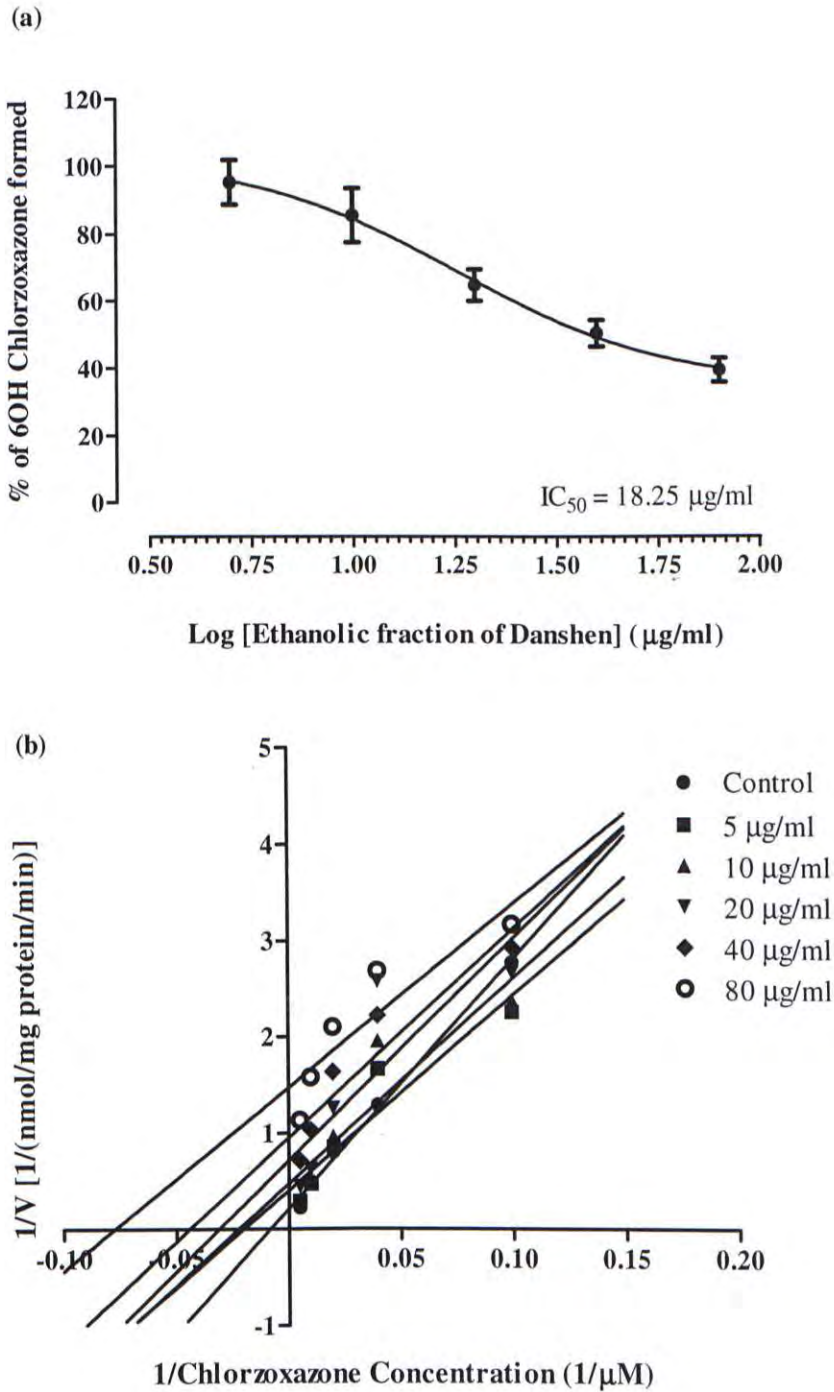 (a)
120
100
80
60
40
20
0
% of 6OH Chlorzoxazone formed
IC50 = 18.25 µg/ml
0.50 0.75 1.00 1.25 1.50 1.75 2.00
Log [Ethanolic fraction of Danshen] (µg/ml)
(b)
5
4
3
2
1
-1
1/V [1/(nmol/mg protein/min)]
Control
5 µg/ml
10 µg/ml
20 µg/ml
40 µg/ml
80 µg/ml
-0.10 -0.05 0.05 0.10 0.15 0.20
1/Chlorzoxazone Concentration (1/µM)